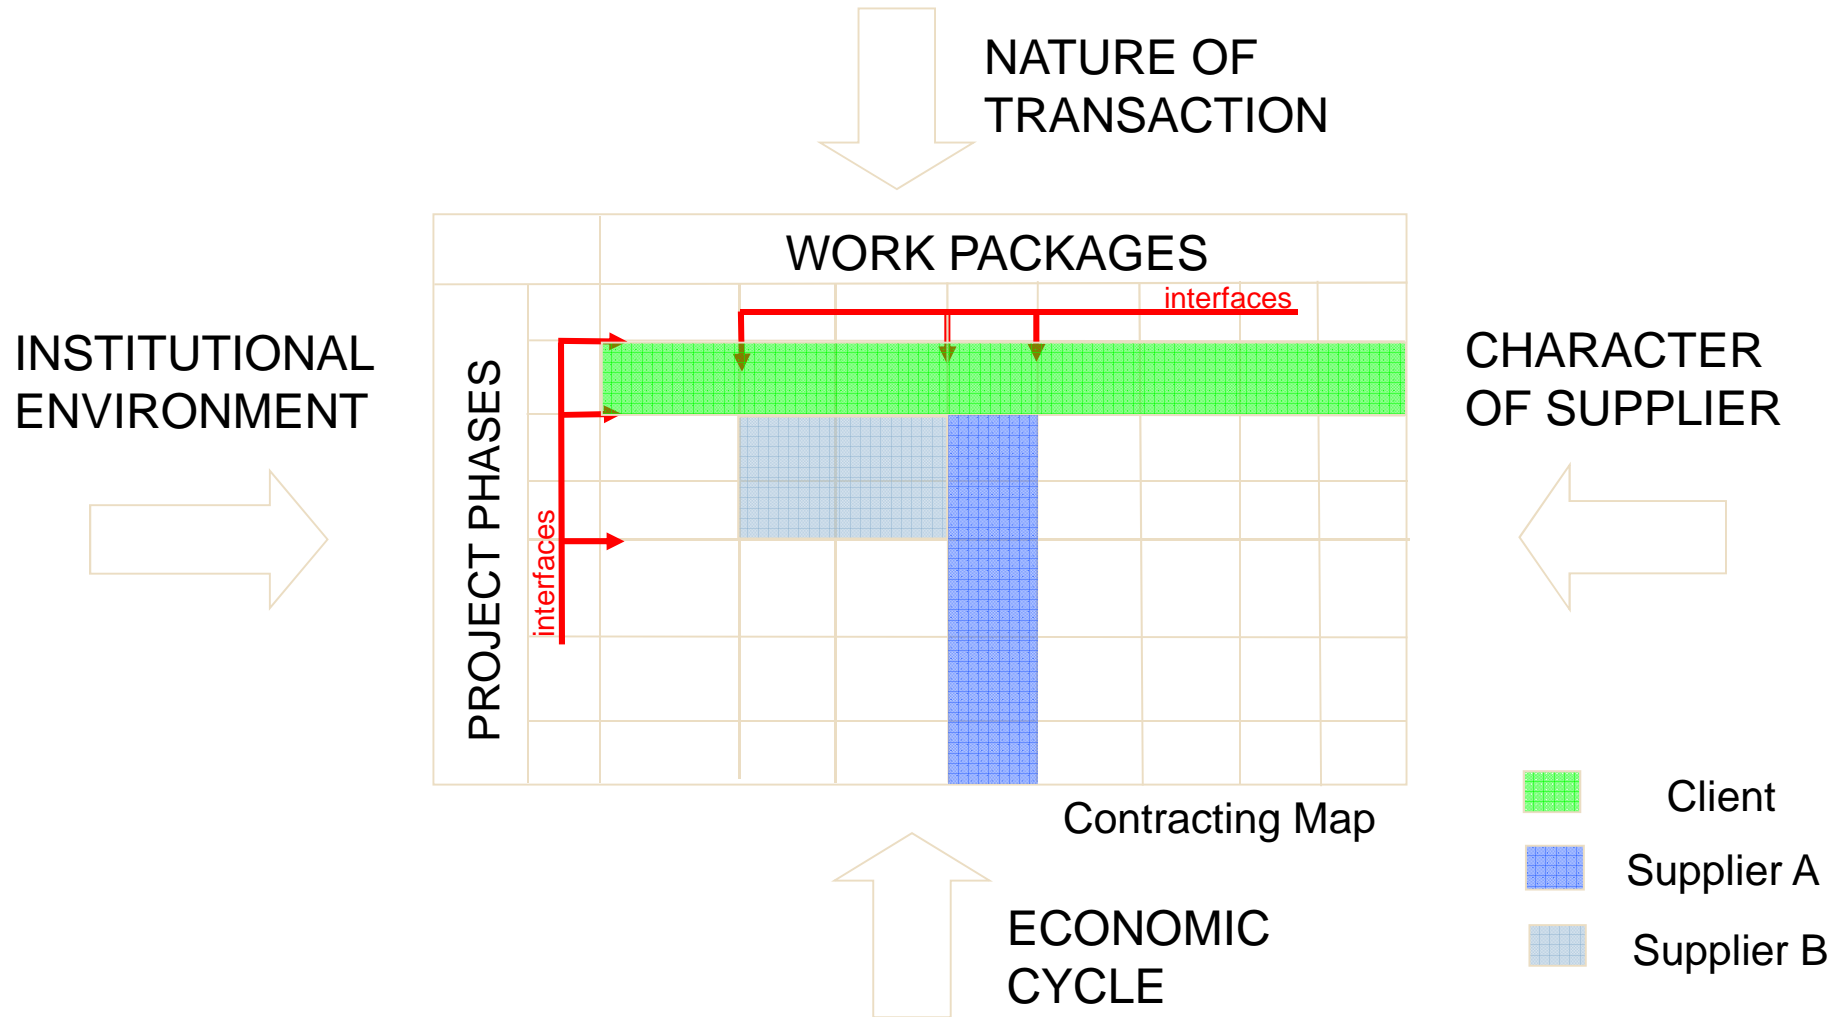 NATURE OF
TRANSACTION
WORK PACKAGES
interfaces
INSTITUTIONAL
ENVIRONMENT
PROJECT PHASES
interfaces
CHARACTER
OF SUPPLIER
Contracting Map
Client
Supplier A
Supplier B
ECONOMIC
CYCLE